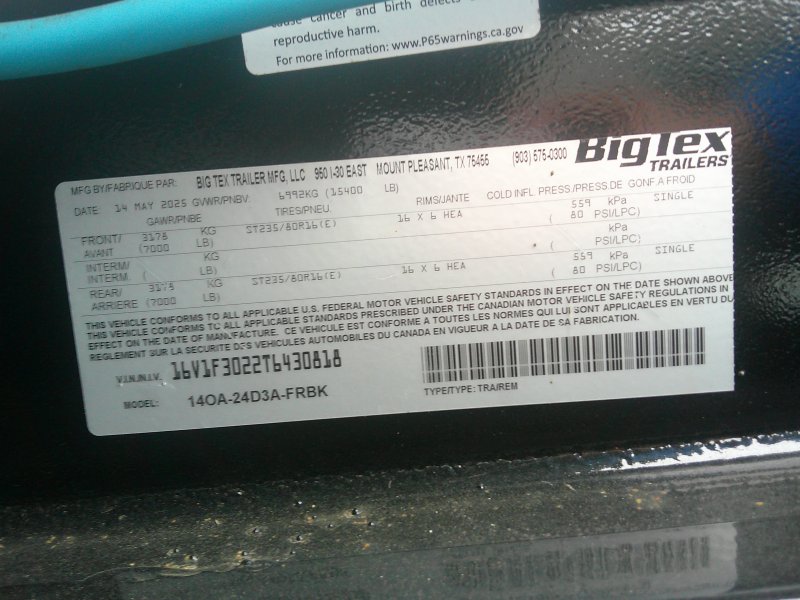 cause cancer and birth defects or
reproductive harm.
For more information: www.P65warnings.ca.gov
MFG BY/FABRIQUE PAR: BIG TEX TRAILER MFG, LLC 950 I-30 EAST MOUNT PLEASANT, TX 75455 (903) 575-0300 BigTex TRAILERS
DATE: 14 MAY 2025 GVWR/PNBV: 6992KG (15400 LB)
GAWR/PNBE TIRES/PNEU. RIMS/JANTE COLD INFL. PRESS/PRESS.DE GONF.A FROID
FRONT/ 3175 KG ST235/80R16(E) 16 X 6 HEA 559 kPa SINGLE
AVANT (7000 LB) ( 80 PSI/LPC)
INTERM/ KG kPa
INTERM. ( LB) ( PSI/LPC)
REAR/ 3175 KG ST235/80R16(E) 16 X 6 HEA 559 kPa SINGLE
ARRIERE (7000 LB) ( 80 PSI/LPC)
THIS VEHICLE CONFORMS TO ALL APPLICABLE U.S. FEDERAL MOTOR VEHICLE SAFETY STANDARDS IN EFFECT ON THE DATE SHOWN ABOVE
THIS VEHICLE CONFORMS TO ALL APPLICABLE STANDARDS PRESCRIBED UNDER THE CANADIAN MOTOR VEHICLE SAFETY REGULATIONS IN
EFFECT ON THE DATE OF MANUFACTURE. / CE VEHICULE EST CONFORME A TOUTES LES NORMES QUI LUI SONT APPLICABLES EN VERTU DU
REGLEMENT SUR LA SECURITE DES VEHICULES AUTOMOBILES DU CANADA EN VIGUEUR A LA DATE DE SA FABRICATION.
V.I.N./N.I.V. 16V1F3022T6430818
MODEL: 14OA-24D3A-FRBK TYPE/TYPE: TRA/REM